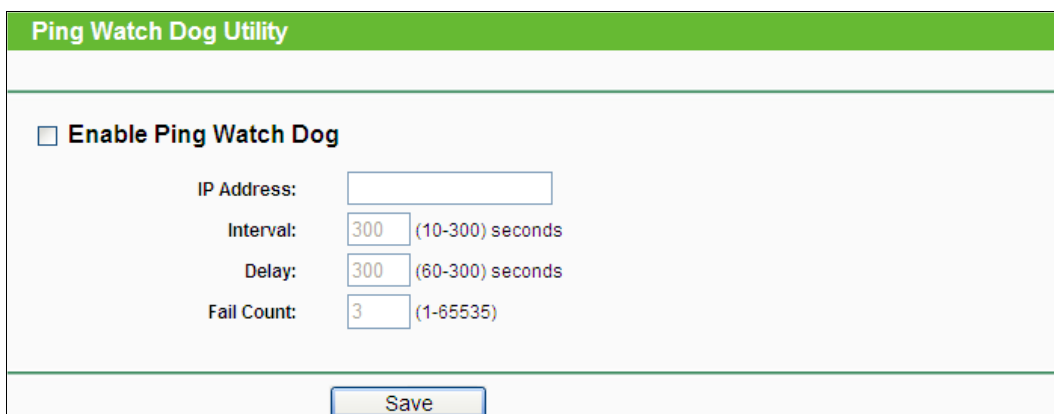 Ping Watch Dog Utility
Enable Ping Watch Dog
IP Address:
Interval: 300 (10-300) seconds
Delay: 300 (60-300) seconds
Fail Count: 3 (1-65535)
Save